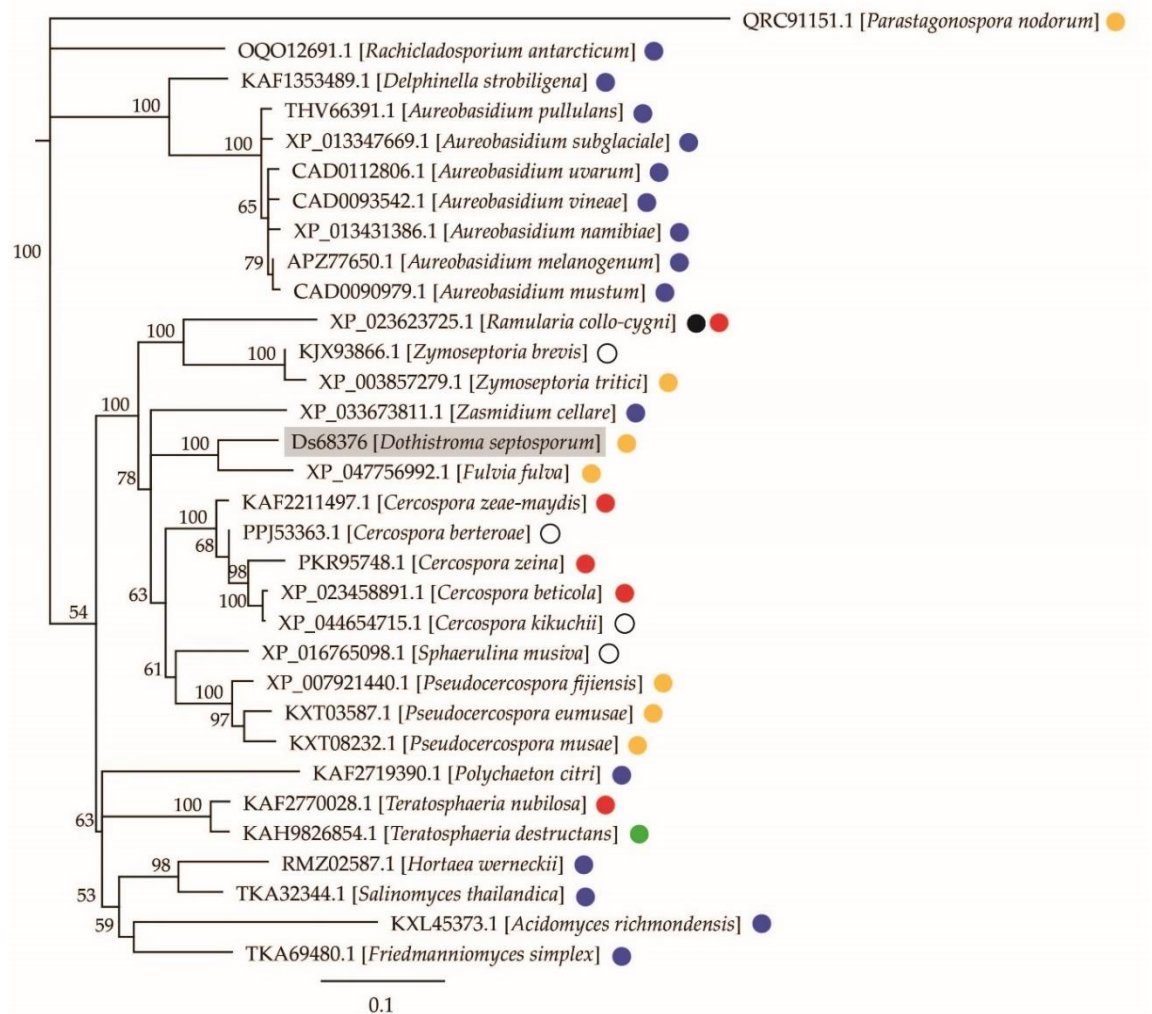 QRC91151.1 [Parastagonospora nodorum]
OQO12691.1 [Rachicladosporium antarcticum]
KAF1353489.1 [Delphinella strobiligena]
100
THV66391.1 [Aureobasidium pullulans]
100
XP_013347669.1 [Aureobasidium subglaciale]
CAD0112806.1 [Aureobasidium uvarum]
65
CAD0093542.1 [Aureobasidium vineae]
XP_013431386.1 [Aureobasidium namibiae]
100
79
APZ77650.1 [Aureobasidium melanogenum]
CAD0090979.1 [Aureobasidium mustum]
XP_023623725.1 [Ramularia collo-cygni]
100
KJX93866.1 [Zymoseptoria brevis]
100
XP_003857279.1 [Zymoseptoria tritici]
100
XP_033673811.1 [Zasmidium cellare]
100
Ds68376 [Dothistroma septosporum]
78
XP_047756992.1 [Fulvia fulva]
KAF2211497.1 [Cercospora zeae-maydis]
100
PPJ53363.1 [Cercospora berteroae]
68
PKR95748.1 [Cercospora zeina]
98
XP_023458891.1 [Cercospora beticola]
63
100
54
XP_044654715.1 [Cercospora kikuchii]
XP_016765098.1 [Sphaerulina musiva]
61
XP_007921440.1 [Pseudocercospora fijiensis]
100
KXT03587.1 [Pseudocercospora eumusae]
97
KXT08232.1 [Pseudocercospora musae]
KAF2719390.1 [Polychaeton citri]
KAF2770028.1 [Teratosphaeria nubilosa]
100
63
KAH9826854.1 [Teratosphaeria destructans]
RMZ02587.1 [Hortaea werneckii]
98
53
TKA32344.1 [Salinomyces thailandica]
59
KXL45373.1 [Acidomyces richmondensis]
TKA69480.1 [Friedmanniomyces simplex]
0.1